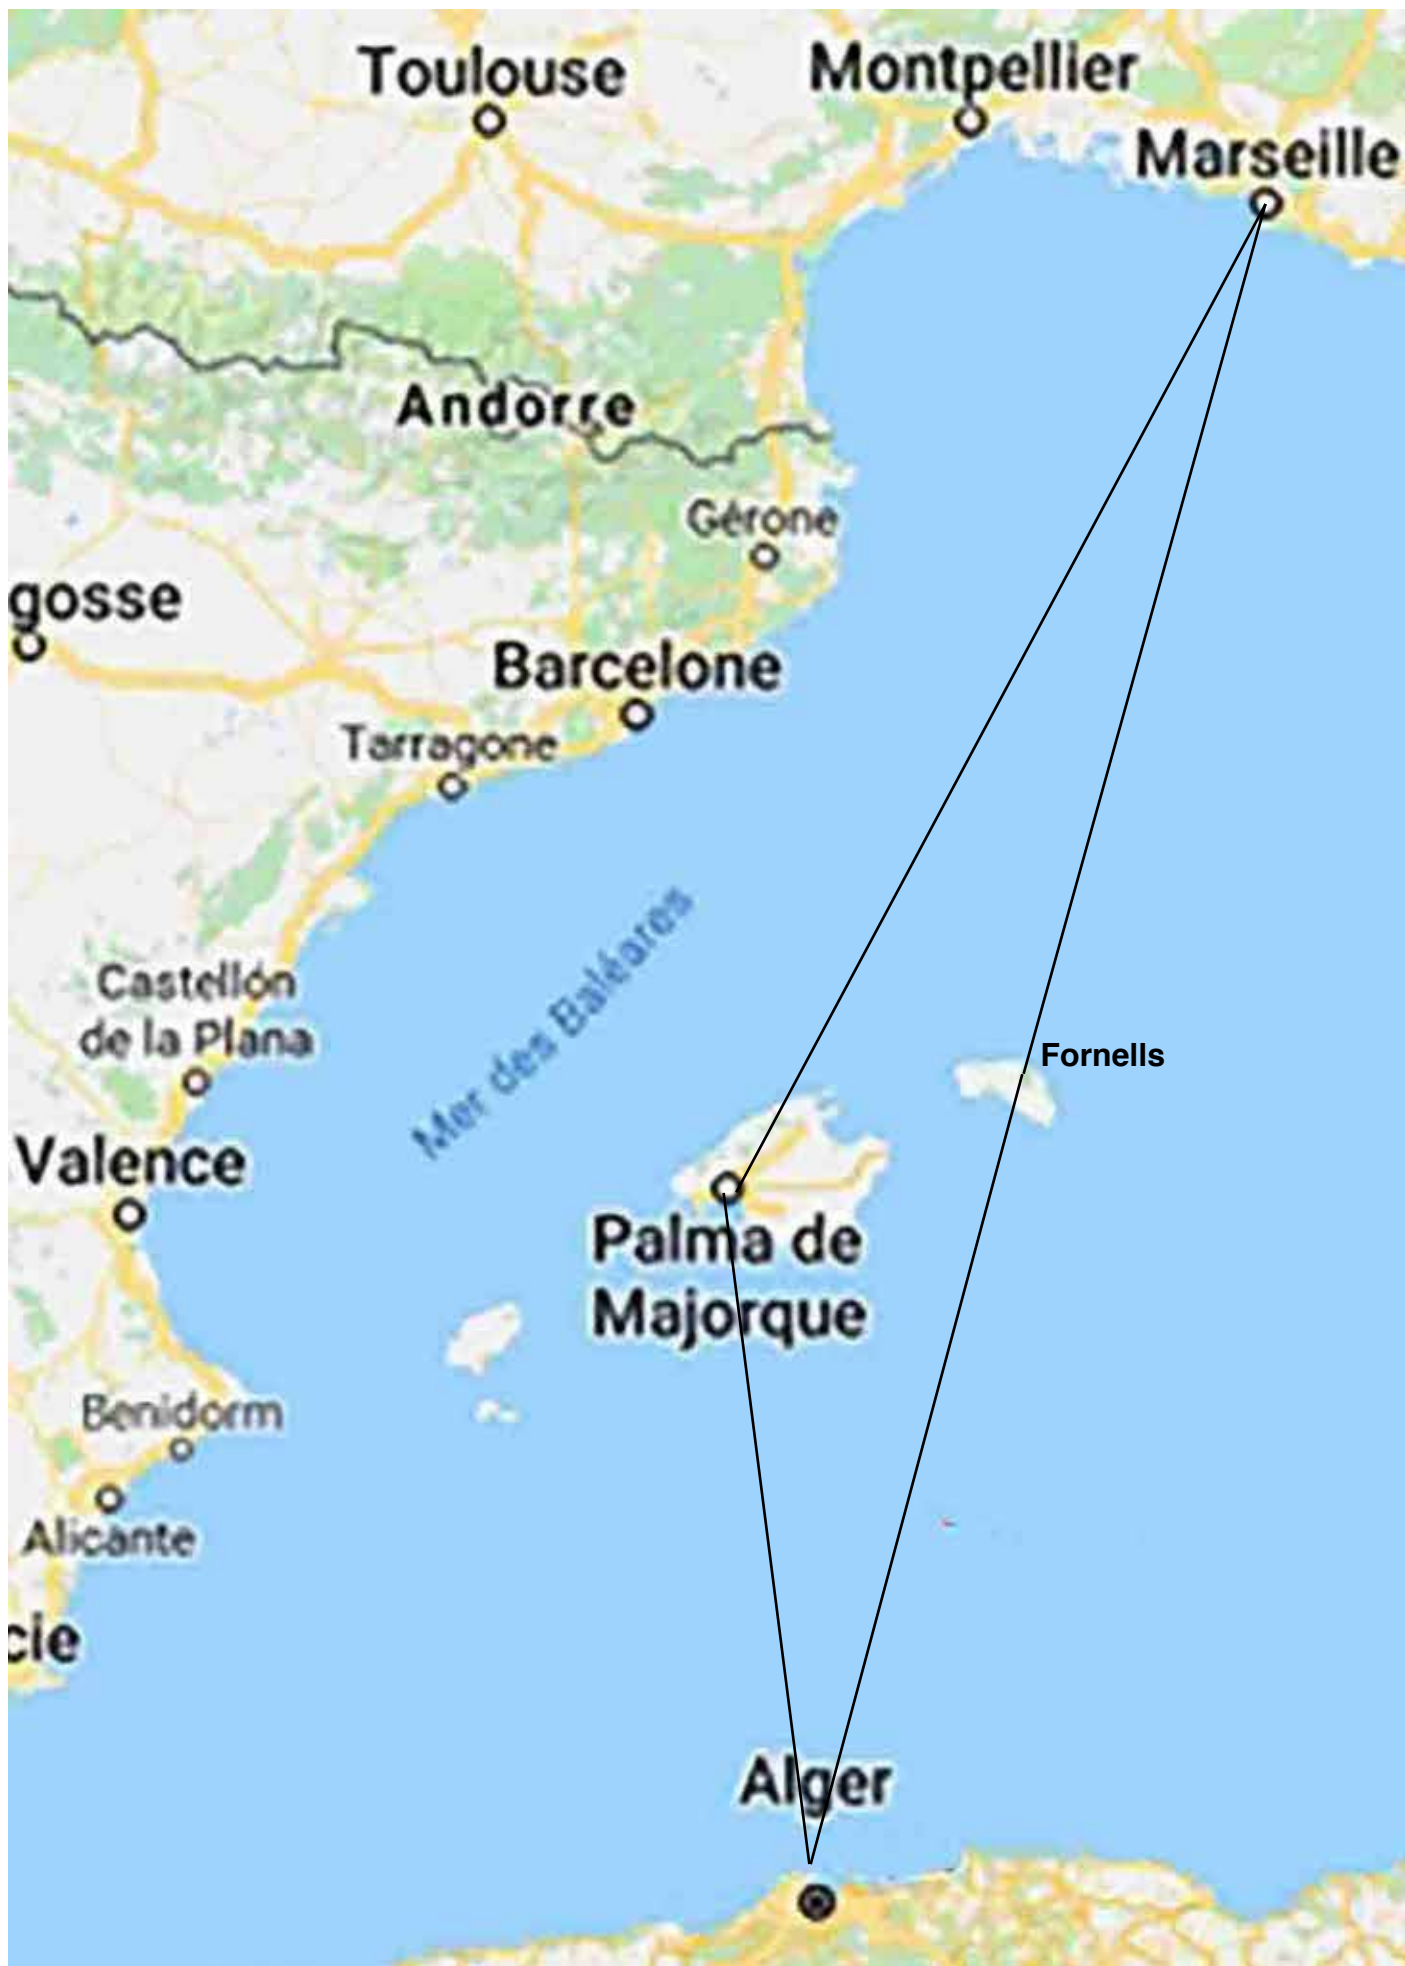 Toulouse
Montpellier
Marseille
Andorre
Gérone
gosse
Barcelone
Tarragone
Mer des Baléares
Castellón
de la Plana
Fornells
Valence
Palma de
Majorque
Benidorm
Alicante
cie
Alger